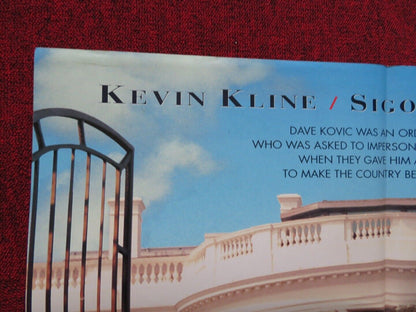 KEVIN KLINE / SIGO
DAVE KOVIC WAS AN ORD
WHO WAS ASKED TO IMPERSON
WHEN THEY GAVE HIM A
TO MAKE THE COUNTRY BE